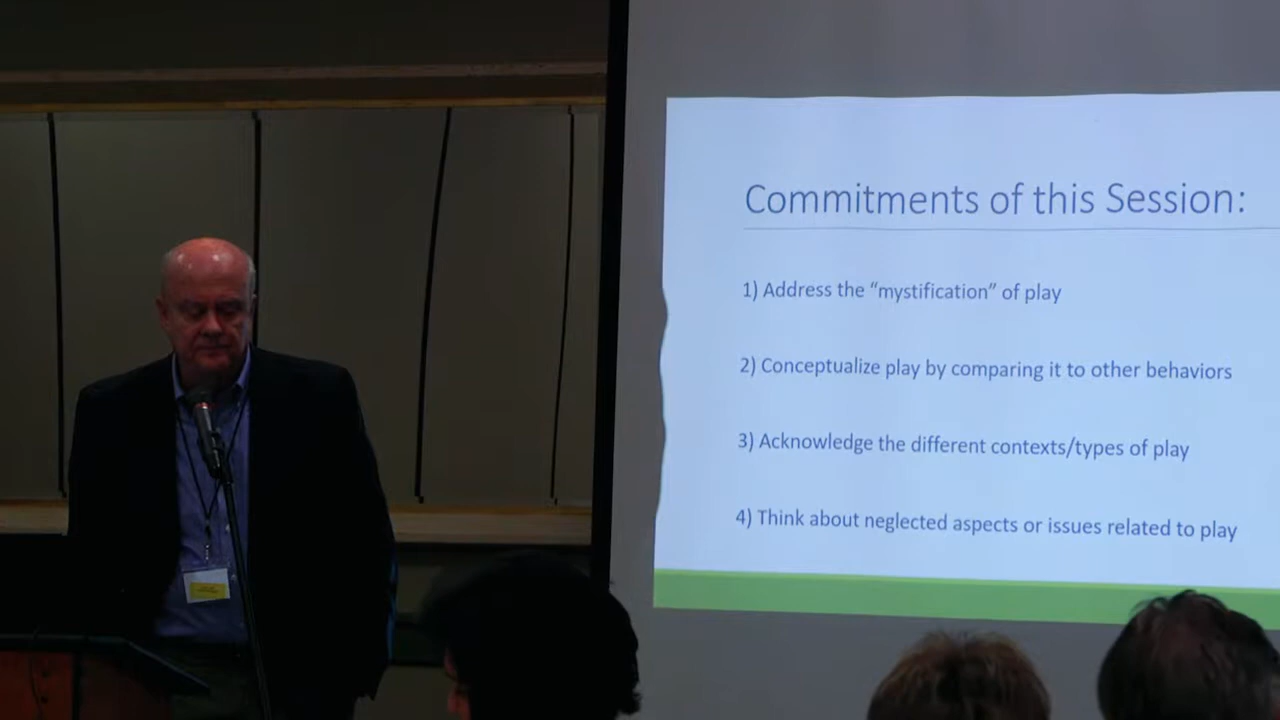 Commitments of this Session:
1) Address the “mystification” of play
2) Conceptualize play by comparing it to other behaviors
3) Acknowledge the different contexts/types of play
4) Think about neglected aspects or issues related to play